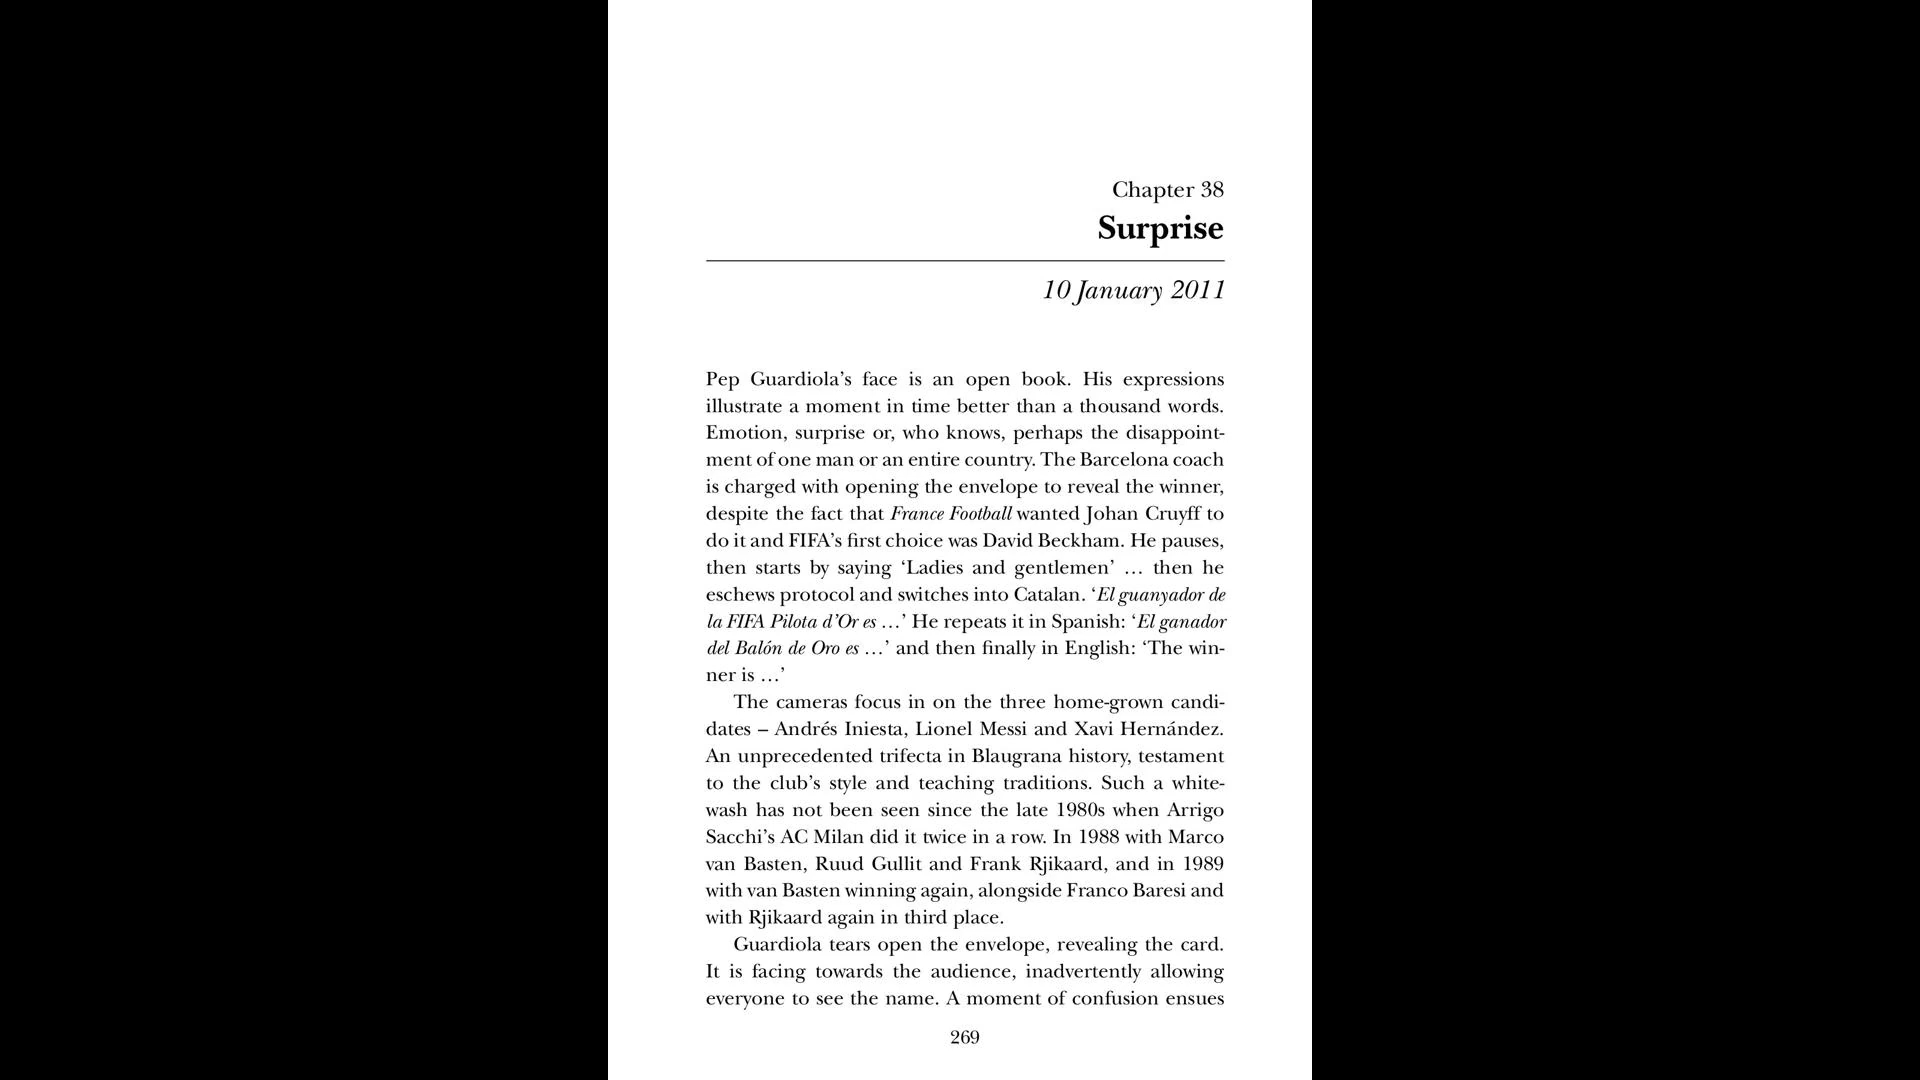 Chapter 38
Surprise
10 January 2011
Pep Guardiola’s face is an open book. His expressions
illustrate a moment in time better than a thousand words.
Emotion, surprise or, who knows, perhaps the disappoint-
ment of one man or an entire country. The Barcelona coach
is charged with opening the envelope to reveal the winner,
despite the fact that France Football wanted Johan Cruyff to
do it and FIFA’s first choice was David Beckham. He pauses,
then starts by saying ‘Ladies and gentlemen’ … then he
eschews protocol and switches into Catalan. ‘El guanyador de
la FIFA Pilota d’Or es …’ He repeats it in Spanish: ‘El ganador
del Balón de Oro es …’ and then finally in English: ‘The win-
ner is …’
The cameras focus in on the three home-grown candi-
dates – Andrés Iniesta, Lionel Messi and Xavi Hernández.
An unprecedented trifecta in Blaugrana history, testament
to the club’s style and teaching traditions. Such a white-
wash has not been seen since the late 1980s when Arrigo
Sacchi’s AC Milan did it twice in a row. In 1988 with Marco
van Basten, Ruud Gullit and Frank Rjikaard, and in 1989
with van Basten winning again, alongside Franco Baresi and
with Rjikaard again in third place.
Guardiola tears open the envelope, revealing the card.
It is facing towards the audience, inadvertently allowing
everyone to see the name. A moment of confusion ensues
269